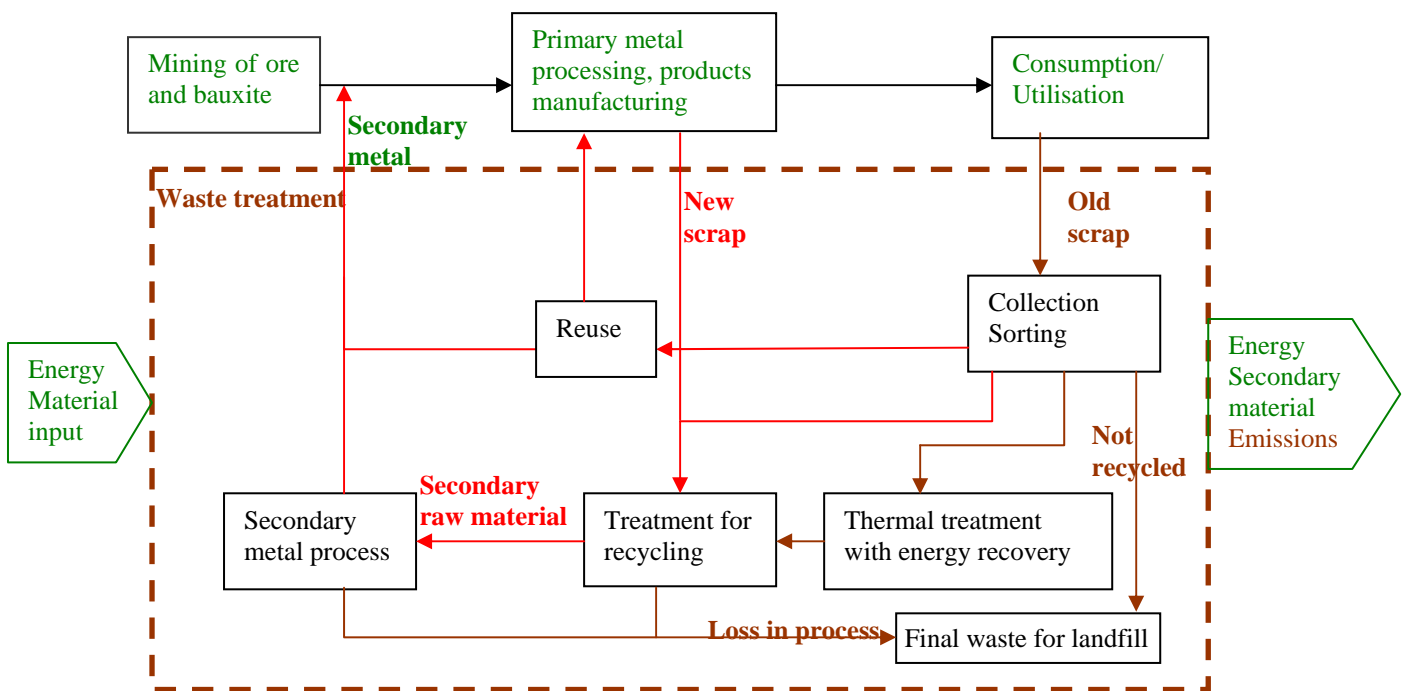 Mining of ore
and bauxite
Primary metal
processing, products
manufacturing
Consumption/
Utilisation
Secondary
metal
Waste treatment
New
scrap
Old
scrap
Collection
Sorting
Reuse
Energy
Material
input
Energy
Secondary
material
Emissions
Not
recycled
Secondary
raw material
Secondary
metal process
Treatment for
recycling
Thermal treatment
with energy recovery
Loss in process
Final waste for landfill